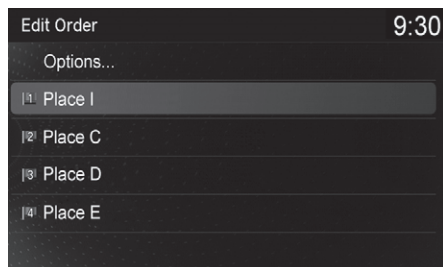 Edit Order
9:30
Options...
1 Place I
2 Place C
3 Place D
4 Place E